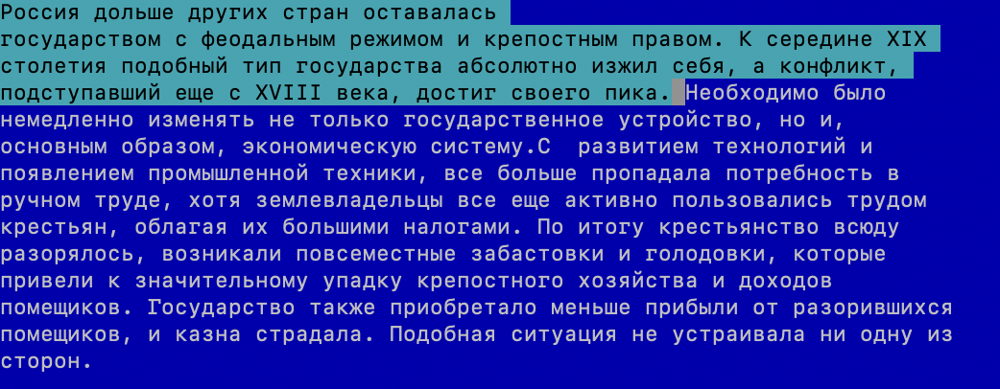 Россия дольше других стран оставалась
государством с феодальным режимом и крепостным правом. К середине XIX
столетия подобный тип государства абсолютно изжил себя, а конфликт,
подступавший еще с XVIII века, достиг своего пика. Необходимо было
немедленно изменять не только государственное устройство, но и,
основным образом, экономическую систему.С  развитием технологий и
появлением промышленной техники, все больше пропадала потребность в
ручном труде, хотя землевладельцы все еще активно пользовались трудом
крестьян, облагая их большими налогами. По итогу крестьянство всюду
разорялось, возникали повсеместные забастовки и голодовки, которые
привели к значительному упадку крепостного хозяйства и доходов
помещиков. Государство также приобретало меньше прибыли от разорившихся
помещиков, и казна страдала. Подобная ситуация не устраивала ни одну из
сторон.